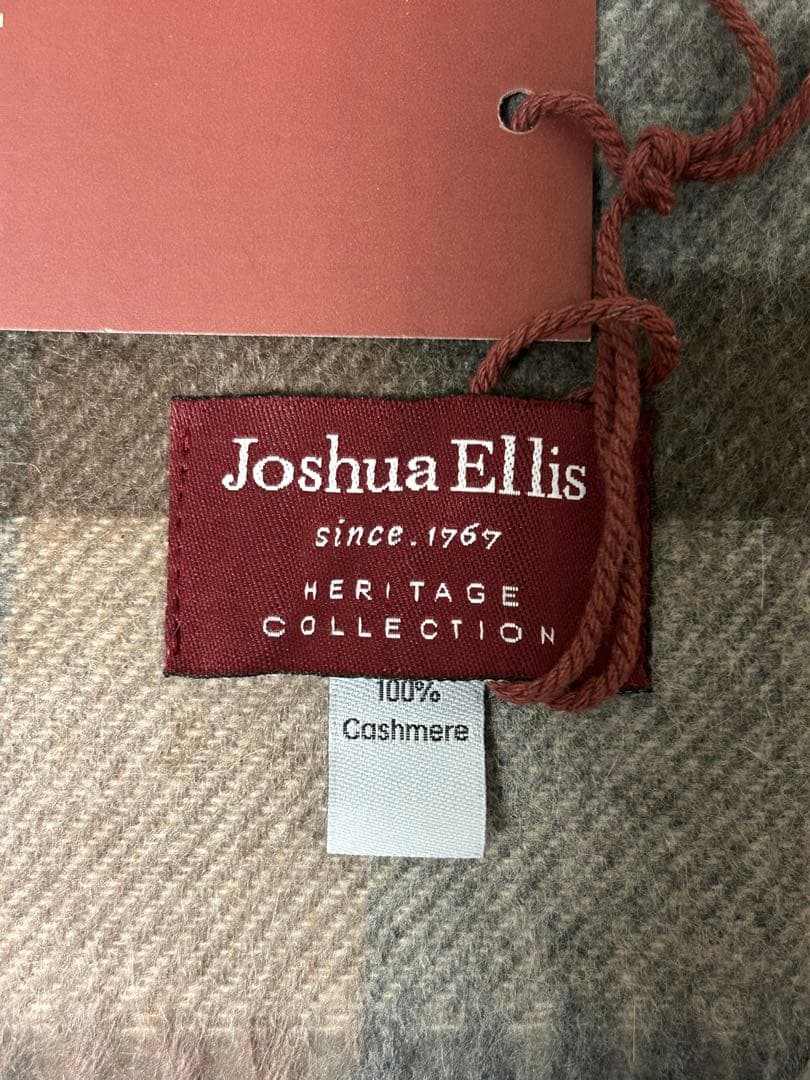 Joshua Ellis
since.1767
HERITAGE
COLLECTION
100%
Cashmere